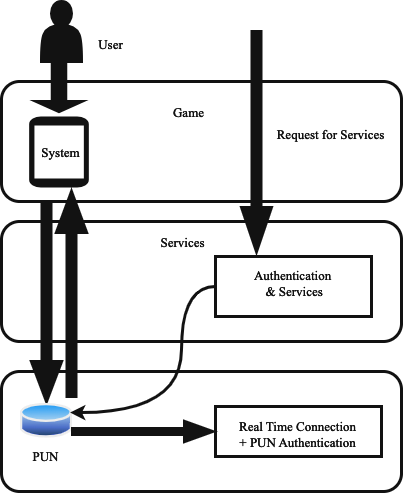 User
Game
Request for Services
System
Services
Authentication
& Services
Real Time Connection
+ PUN Authentication
PUN